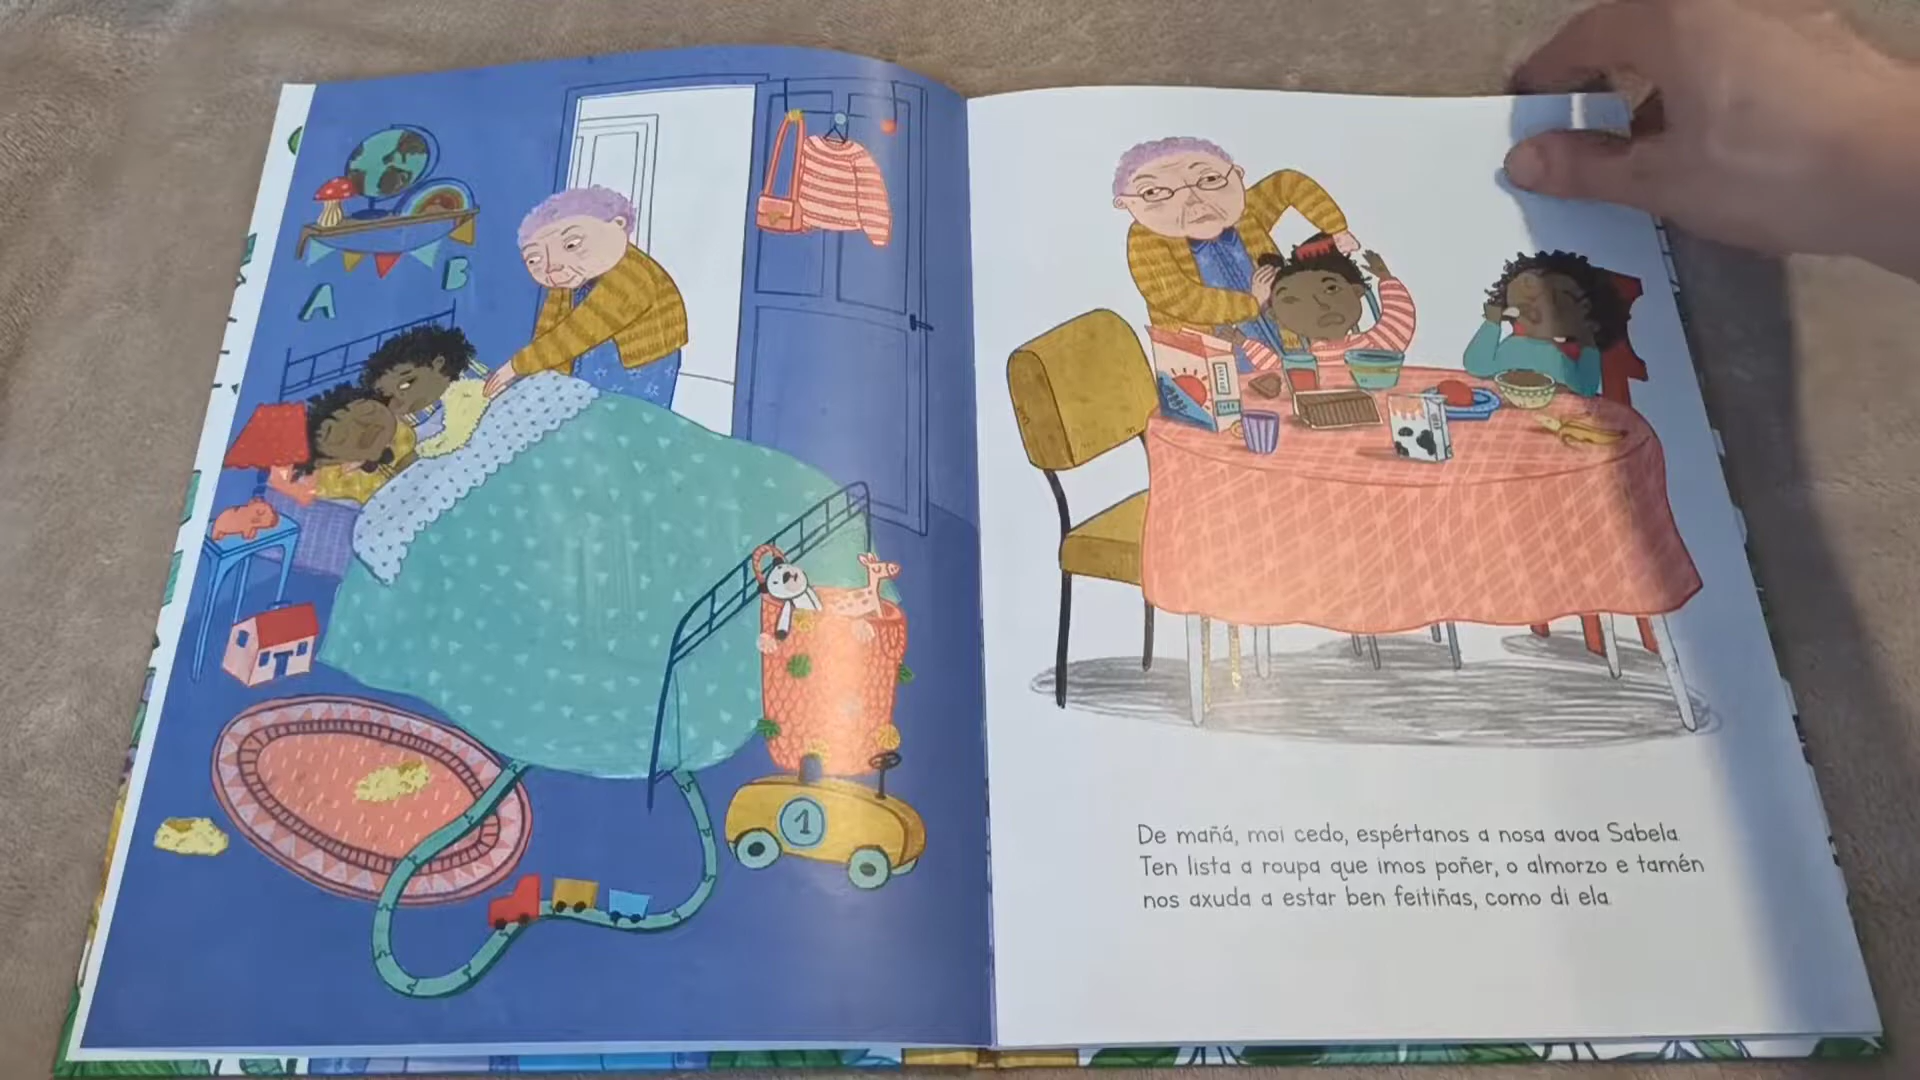 A
B
1
De mañá, moi cedo, espértanos a nosa avoa Sabela.
Ten lista a roupa que imos poñer, o almorzo e tamén
nos axuda a estar ben feitiñas, como di ela.